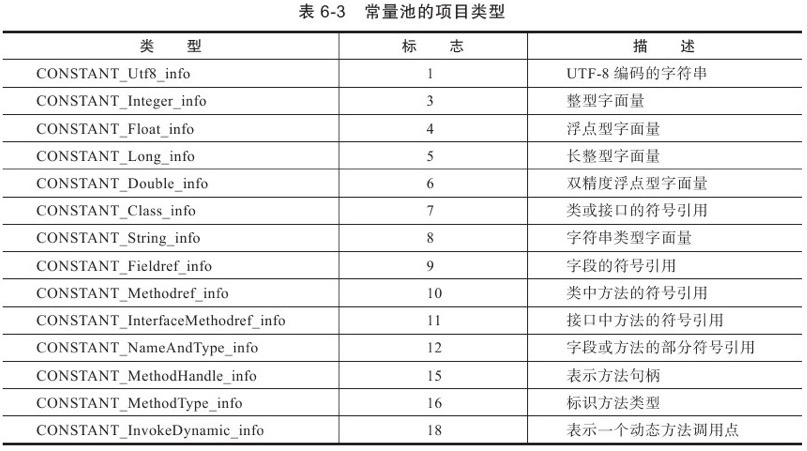 表 6-3 常量池的项目类型
类 型 标 志 描 述
CONSTANT_Utf8_info 1 UTF-8 编码的字符串
CONSTANT_Integer_info 3 整型字面量
CONSTANT_Float_info 4 浮点型字面量
CONSTANT_Long_info 5 长整型字面量
CONSTANT_Double_info 6 双精度浮点型字面量
CONSTANT_Class_info 7 类或接口的符号引用
CONSTANT_String_info 8 字符串类型字面量
CONSTANT_Fieldref_info 9 字段的符号引用
CONSTANT_Methodref_info 10 类中方法的符号引用
CONSTANT_InterfaceMethodref_info 11 接口中方法的符号引用
CONSTANT_NameAndType_info 12 字段或方法的部分符号引用
CONSTANT_MethodHandle_info 15 表示方法句柄
CONSTANT_MethodType_info 16 标识方法类型
CONSTANT_InvokeDynamic_info 18 表示一个动态方法调用点